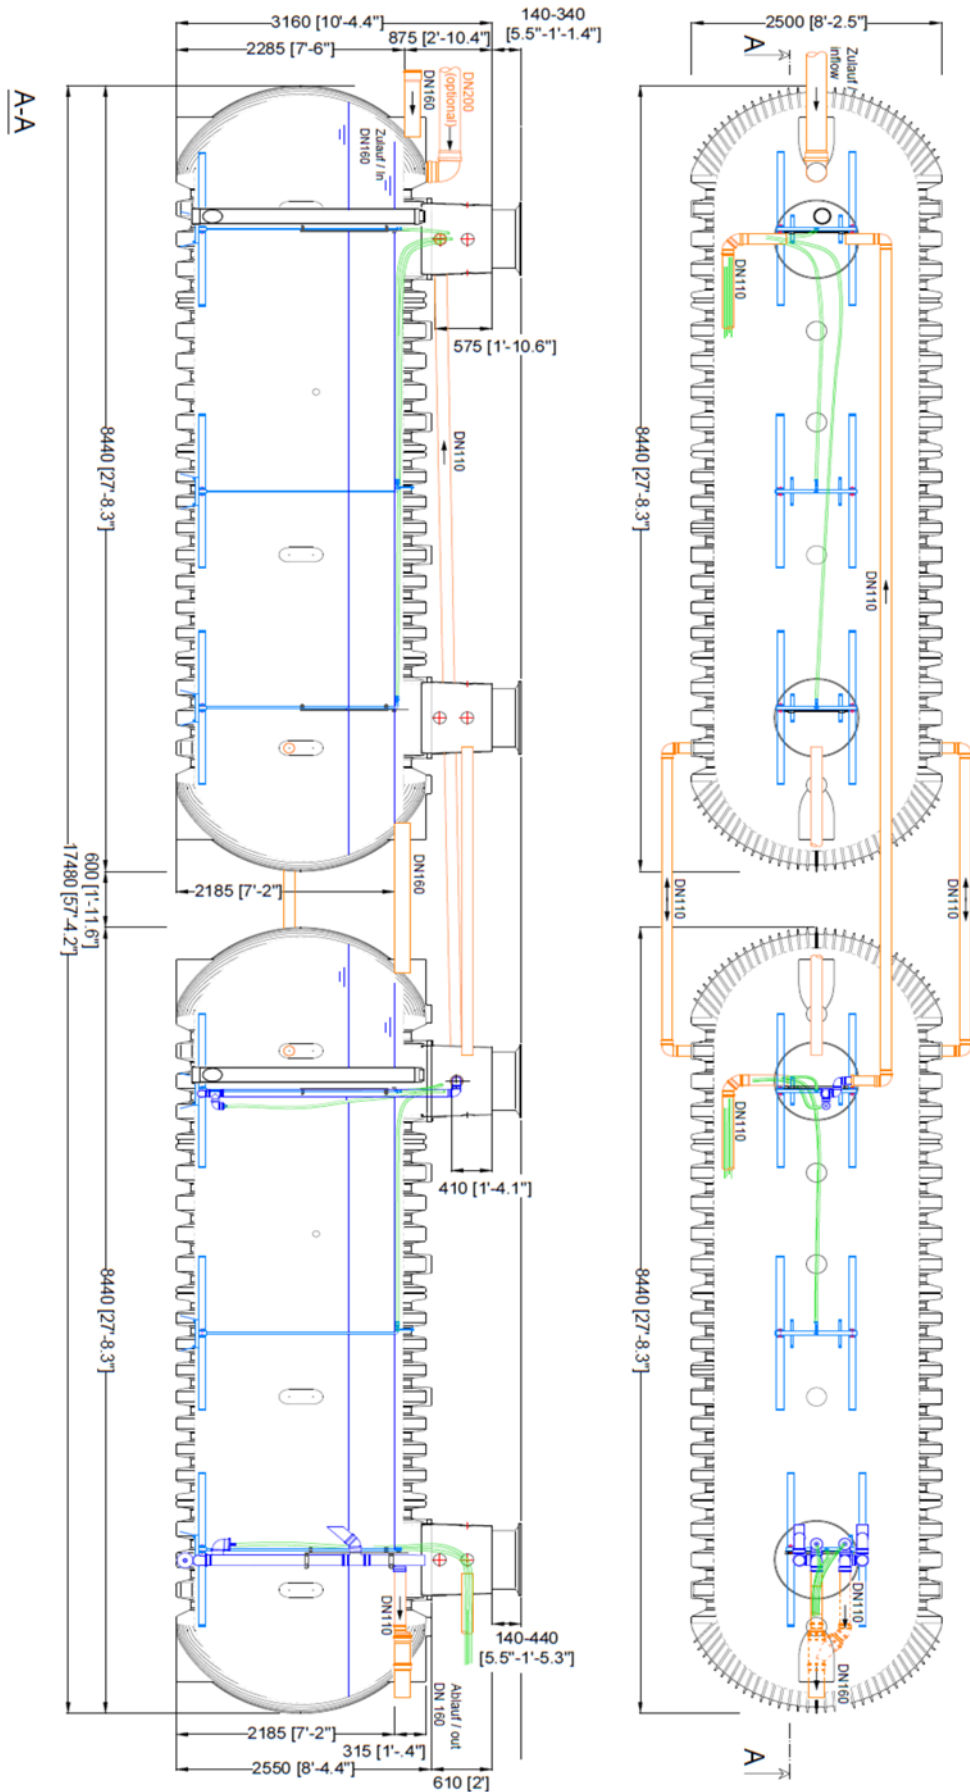 3160 [10'-4.4"]
140-340
[5.5"-1'-1.4"]
2285 [7'-6"]
875 [2'-10.4"]
DN160
DN200
(optional)
Zulauf / In
DN160
575 [1'-10.6"]
8440 [27'-8.3"]
DN110
A-A
2185 [7'-2"]
DN160
600 [1'-11.6"]
17480 [57'-4.2"]
410 [1'-4.1"]
8440 [27'-8.3"]
DN110
140-440
[5.5"-1'-5.3"]
Ablauf / out
DN 160
2185 [7'-2"]
315 [1'-.4"]
2550 [8'-4.4"]
610 [2']
2500 [8'-2.5"]
A
Zulauf /
inflow
DN110
8440 [27'-8.3"]
DN110
DN110
DN110
DN110
8440 [27'-8.3"]
DN110
DN160
A